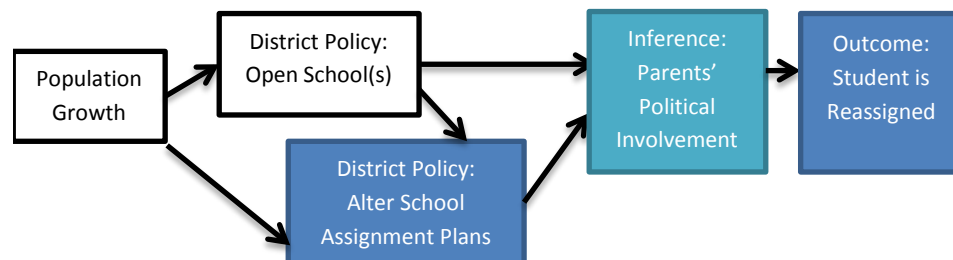 Population
Growth
District Policy:
Open School(s)
District Policy:
Alter School
Assignment Plans
Inference:
Parents’
Political
Involvement
Outcome:
Student is
Reassigned